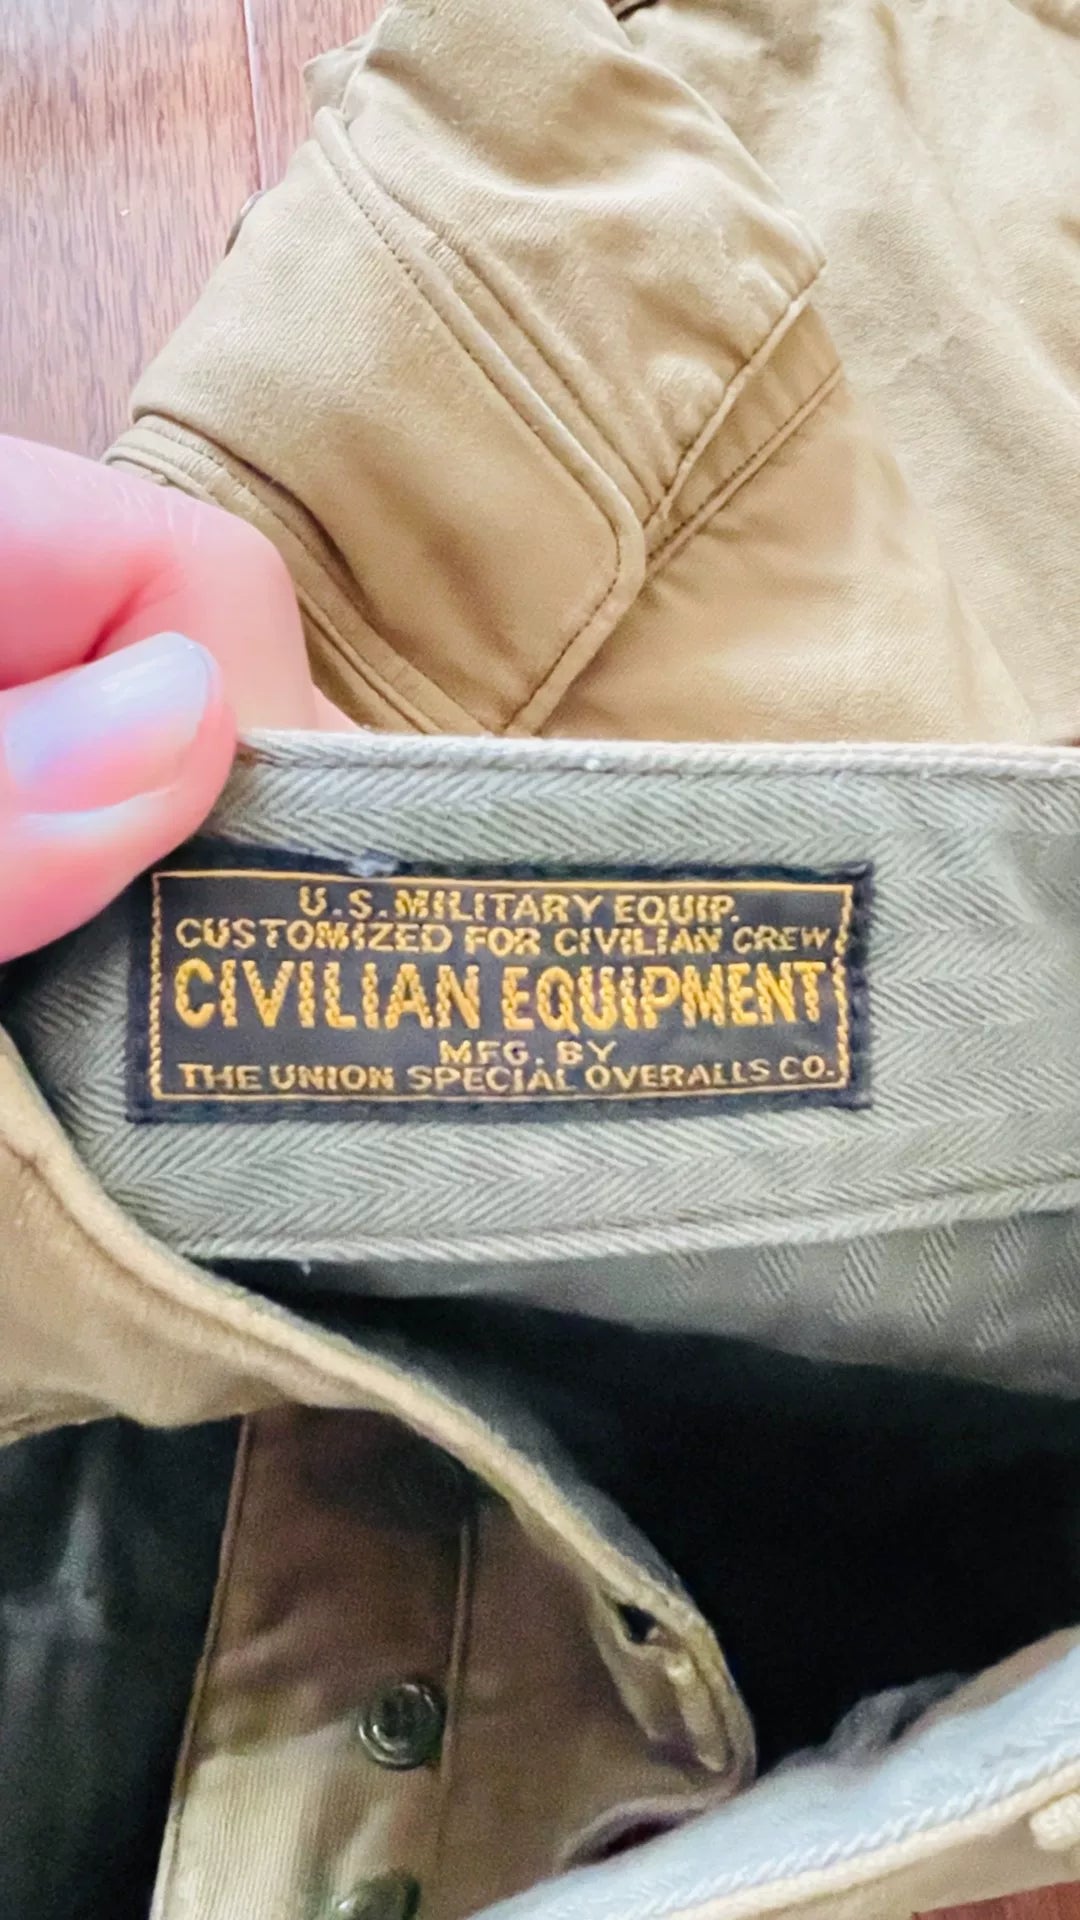 U.S. MILITARY EQUIP.
CUSTOMIZED FOR CIVILIAN CREW
CIVILIAN EQUIPMENT
MFG. BY
THE UNION SPECIAL OVERALLS CO.